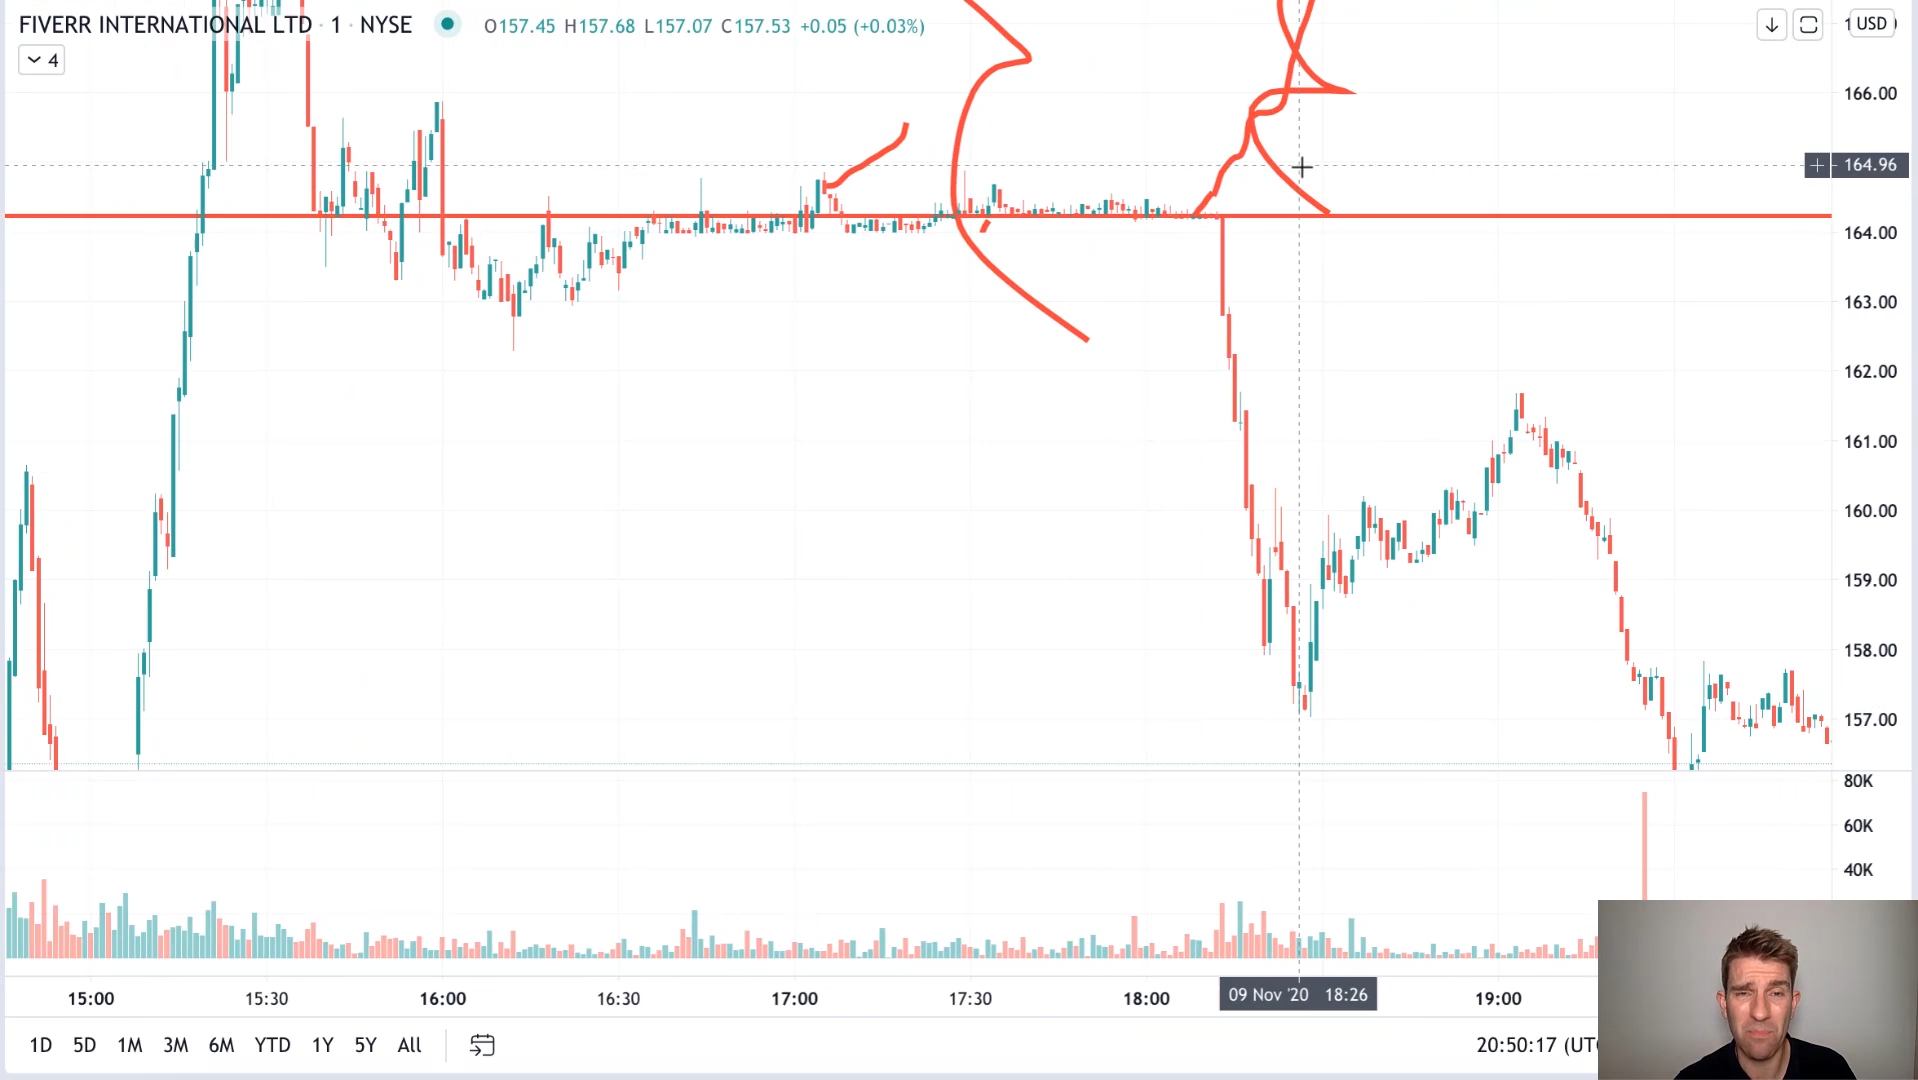 FIVERR INTERNATIONAL LTD · 1 · NYSE O157.45 H157.68 L157.07 C157.53 +0.05 (+0.03%)
USD
4
166.00
164.96
164.00
163.00
162.00
161.00
160.00
159.00
158.00
157.00
80K
60K
40K
15:00 15:30 16:00 16:30 17:00 17:30 18:00 09 Nov '20 18:26 19:00
1D 5D 1M 3M 6M YTD 1Y 5Y All 20:50:17 (UTC